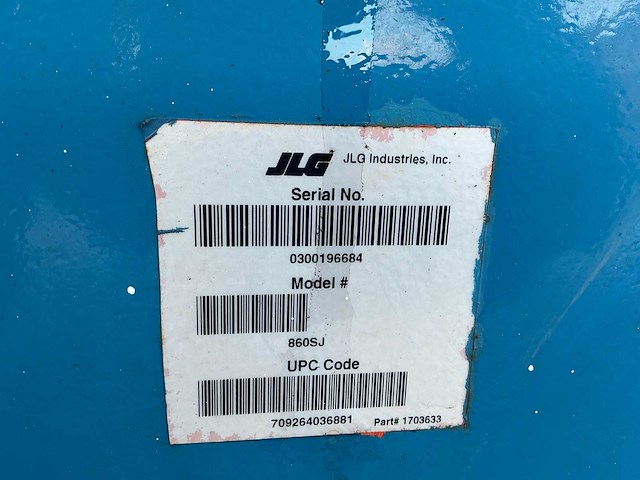 JLG JLG Industries, Inc.
Serial No.
0300196684
Model #
860SJ
UPC Code
709264036881 Part# 1703633